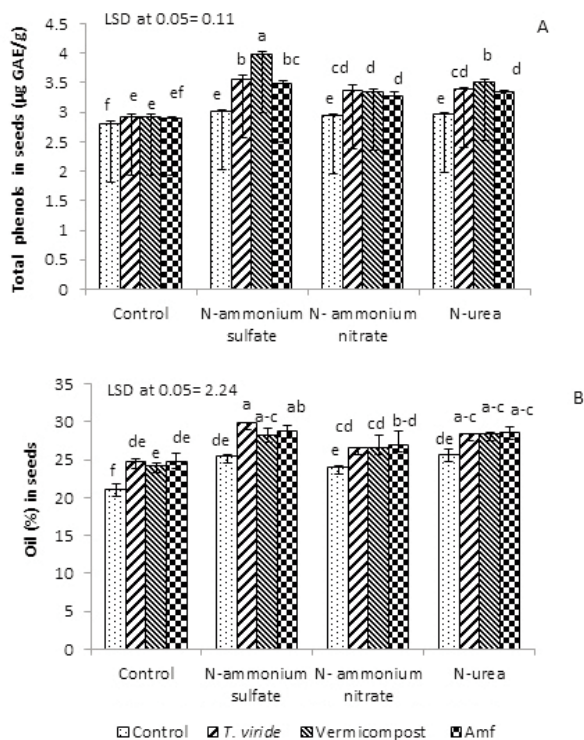 LSD at 0.05= 0.11
A
Total phenols in seeds (µg GAE/g)
4.5
4
3.5
3
2.5
2
1.5
1
0.5
0
f e e ef
e b a bc
e cd d d
e cd b d
Control N-ammonium sulfate N- ammonium nitrate N-urea
LSD at 0.05= 2.24
B
Oil (%) in seeds
35
30
25
20
15
10
5
0
f de e de
de a a-c ab
e cd cd b-d
de a-c a-c a-c
Control N-ammonium sulfate N- ammonium nitrate N-urea
Control T. viride Vermicompost Amf